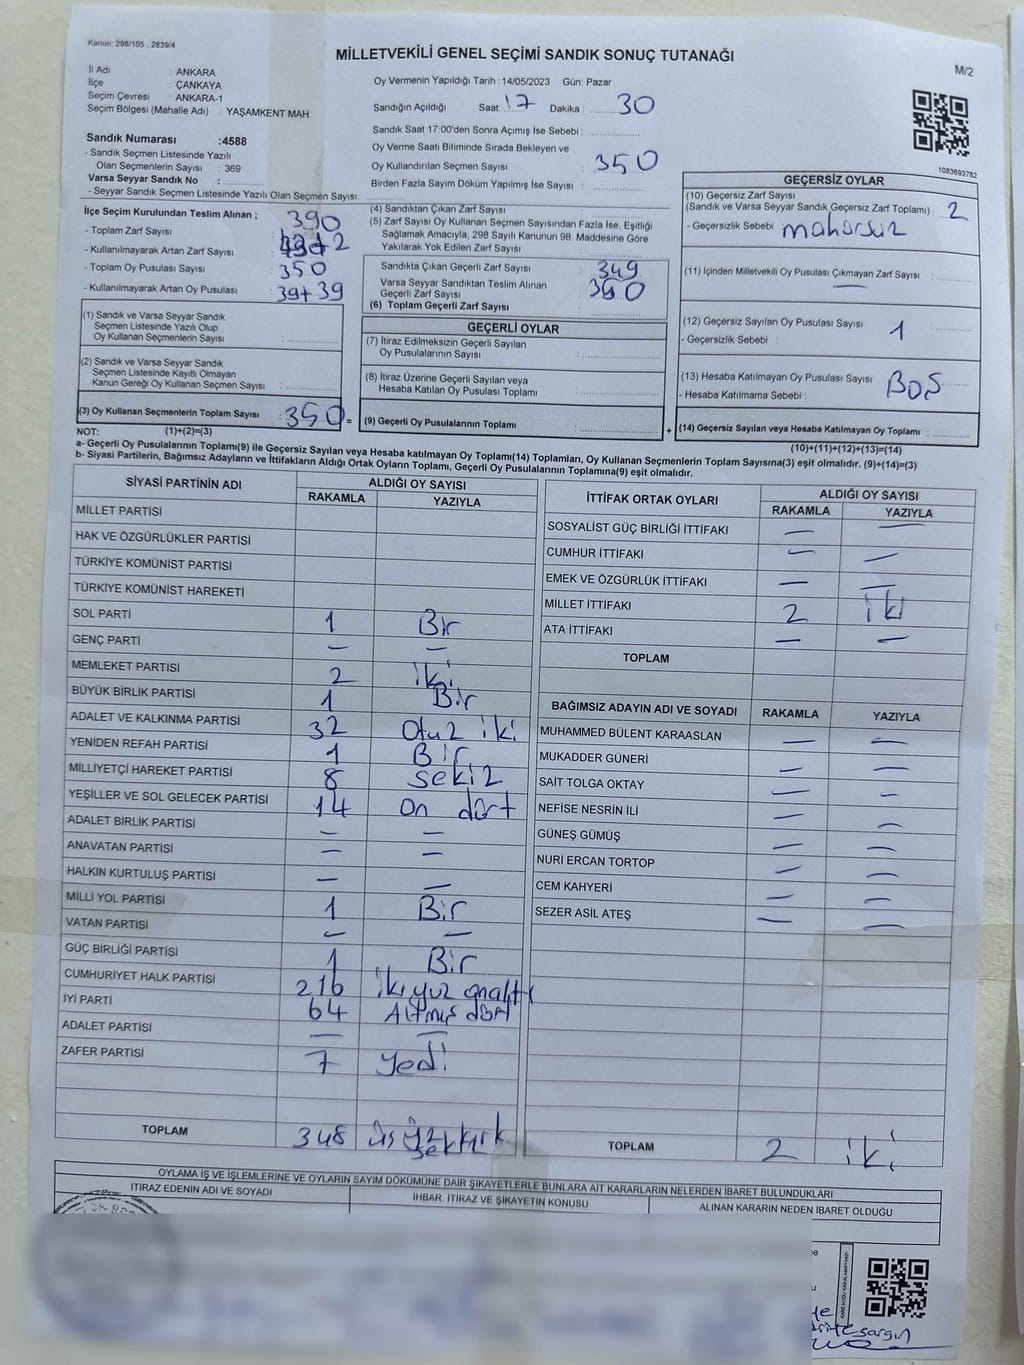 Kanun: 298/105 , 2839/4
MİLLETVEKİLİ GENEL SEÇİMİ SANDIK SONUÇ TUTANAĞI
M/2
İl Adı : ANKARA
İlçe : ÇANKAYA
Seçim Çevresi : ANKARA-1
Seçim Bölgesi (Mahalle Adı) : YAŞAMKENT MAH.
Sandık Numarası :4588
- Sandık Seçmen Listesinde Yazılı
Olan Seçmenlerin Sayısı : 369
Varsa Seyyar Sandık No :
- Seyyar Sandık Seçmen Listesinde Yazılı Olan Seçmen Sayısı:
Oy Vermenin Yapıldığı Tarih : 14/05/2023 Gün: Pazar
Sandığın Açıldığı Saat : 17 Dakika : 30
Sandık Saat 17:00'den Sonra Açımış İse Sebebi :
Oy Verme Saati Bitiminde Sırada Bekleyen ve
Oy Kullandırılan Seçmen Sayısı : 350
Birden Fazla Sayım Döküm Yapılmış İse Sayısı :
1083693782
İlçe Seçim Kurulundan Teslim Alınan ;
- Toplam Zarf Sayısı : 390
- Kullanılmayarak Artan Zarf Sayısı : 2
- Toplam Oy Pusulası Sayısı : 350
- Kullanılmayarak Artan Oy Pusulası : 39+39
(1) Sandık ve Varsa Seyyar Sandık
Seçmen Listesinde Yazılı Olup
Oy Kullanan Seçmenlerin Sayısı :
(2) Sandık ve Varsa Seyyar Sandık
Seçmen Listesinde Kayıtlı Olmayan
Kanun Gereği Oy Kullanan Seçmen Sayısı :
(3) Oy Kullanan Seçmenlerin Toplam Sayısı : 350 =
(4) Sandıktan Çıkan Zarf Sayısı :
(5) Zarf Sayısı Oy Kullanan Seçmen Sayısından Fazla İse, Eşitliği
Sağlamak Amacıyla, 298 Sayılı Kanunun 98. Maddesine Göre
Yakılarak Yok Edilen Zarf Sayısı :
Sandıkta Çıkan Geçerli Zarf Sayısı : 349
Varsa Seyyar Sandıktan Teslim Alınan
Geçerli Zarf Sayısı :
(6) Toplam Geçerli Zarf Sayısı :
GEÇERLİ OYLAR
(7) İtiraz Edilmeksizin Geçerli Sayılan
Oy Pusulalarının Sayısı :
(8) İtiraz Üzerine Geçerli Sayılan veya
Hesaba Katılan Oy Pusulası Toplamı :
(9) Geçerli Oy Pusulalarının Toplamı : +
GEÇERSİZ OYLAR
(10) Geçersiz Zarf Sayısı
(Sandık ve Varsa Seyyar Sandık Geçersiz Zarf Toplamı) : 2
- Geçersizlik Sebebi : mühürsüz
(11) İçinden Milletvekili Oy Pusulası Çıkmayan Zarf Sayısı : —
(12) Geçersiz Sayılan Oy Pusulası Sayısı : 1
- Geçersizlik Sebebi :
(13) Hesaba Katılmayan Oy Pusulası Sayısı : BOŞ
- Hesaba Katılmama Sebebi :
(14) Geçersiz Sayılan veya Hesaba Katılmayan Oy Toplamı :
NOT: (1)+(2)=(3)
(10)+(11)+(12)+(13)=(14)
a- Geçerli Oy Pusulalarının Toplamı(9) ile Geçersiz Sayılan veya Hesaba katılmayan Oy Toplamı(14) Toplamları, Oy Kullanan Seçmenlerin Toplam Sayısına(3) eşit olmalıdır. (9)+(14)=(3)
b- Siyasi Partilerin, Bağımsız Adayların ve İttifakların Aldığı Ortak Oyların Toplamı, Geçerli Oy Pusulalarının Toplamına(9) eşit olmalıdır.
SİYASİ PARTİNİN ADI ALDIĞI OY SAYISI
RAKAMLA YAZIYLA
MİLLET PARTİSİ
HAK VE ÖZGÜRLÜKLER PARTİSİ
TÜRKİYE KOMÜNİST PARTİSİ
TÜRKİYE KOMÜNİST HAREKETİ
SOL PARTİ 1 Bir
GENÇ PARTİ — —
MEMLEKET PARTİSİ 2 iki
BÜYÜK BİRLİK PARTİSİ 1 Bir
ADALET VE KALKINMA PARTİSİ 32 Otuz iki
YENİDEN REFAH PARTİSİ 1 Bir
MİLLİYETÇİ HAREKET PARTİSİ 8 sekiz
YEŞİLLER VE SOL GELECEK PARTİSİ 14 on dört
ADALET BİRLİK PARTİSİ — —
ANAVATAN PARTİSİ — —
HALKIN KURTULUŞ PARTİSİ — —
MİLLİ YOL PARTİSİ 1 Bir
VATAN PARTİSİ — —
GÜÇ BİRLİĞİ PARTİSİ 1 Bir
CUMHURİYET HALK PARTİSİ 216 ikiyüz onaltı
İYİ PARTİ 64 Altmış dört
ADALET PARTİSİ — —
ZAFER PARTİSİ 7 yedi
TOPLAM 348 üç yüz kırk sek
İTTİFAK ORTAK OYLARI ALDIĞI OY SAYISI
RAKAMLA YAZIYLA
SOSYALİST GÜÇ BİRLİĞİ İTTİFAKI — —
CUMHUR İTTİFAKI — —
EMEK VE ÖZGÜRLÜK İTTİFAKI — —
MİLLET İTTİFAKI 2 iki
ATA İTTİFAKI — —
TOPLAM
BAĞIMSIZ ADAYIN ADI VE SOYADI RAKAMLA YAZIYLA
MUHAMMED BÜLENT KARAASLAN — —
MUKADDER GÜNERİ — —
SAİT TOLGA OKTAY — —
NEFİSE NESRİN İLİ — —
GÜNEŞ GÜMÜŞ — —
NURİ ERCAN TORTOP — —
CEM KAHYERİ — —
SEZER ASİL ATEŞ — —
TOPLAM 2 iki
OYLAMA İŞ VE İŞLEMLERİNE VE OYLARIN SAYIM DÖKÜMÜNE DAİR ŞİKAYETLERLE BUNLARA AİT KARARLARIN NELERDEN İBARET BULUNDUKLARI
İTİRAZ EDENİN ADI VE SOYADI İHBAR, İTİRAZ VE ŞİKAYETİN KONUSU ALINAN KARARIN NEDEN İBARET OLDUĞU